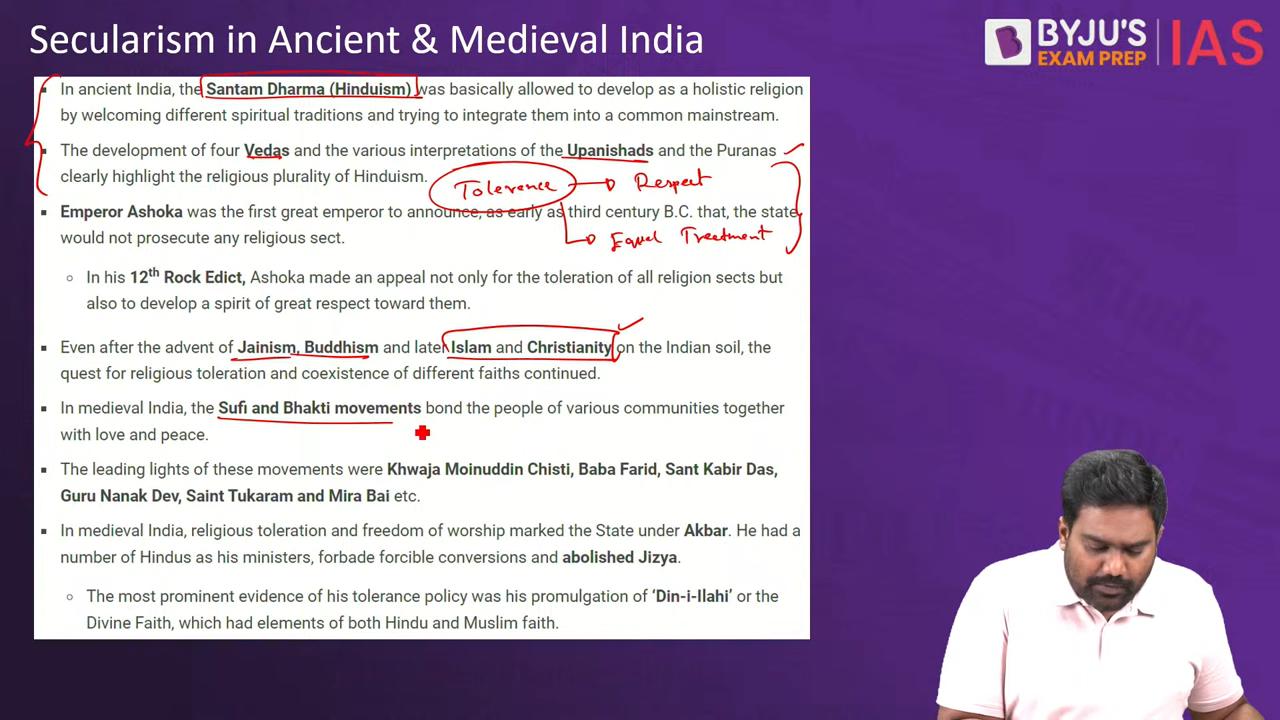 Secularism in Ancient & Medieval India
BYJU'S
EXAM PREP
IAS
In ancient India, the Santam Dharma (Hinduism) was basically allowed to develop as a holistic religion
by welcoming different spiritual traditions and trying to integrate them into a common mainstream.
The development of four Vedas and the various interpretations of the Upanishads and the Puranas
clearly highlight the religious plurality of Hinduism.
Tolerance → Respect
Emperor Ashoka was the first great emperor to announce, as early as third century B.C. that, the state
would not prosecute any religious sect.
→ Equal Treatment
In his 12th Rock Edict, Ashoka made an appeal not only for the toleration of all religion sects but
also to develop a spirit of great respect toward them.
Even after the advent of Jainism, Buddhism and later Islam and Christianity on the Indian soil, the
quest for religious toleration and coexistence of different faiths continued.
In medieval India, the Sufi and Bhakti movements bond the people of various communities together
with love and peace.
The leading lights of these movements were Khwaja Moinuddin Chisti, Baba Farid, Sant Kabir Das,
Guru Nanak Dev, Saint Tukaram and Mira Bai etc.
In medieval India, religious toleration and freedom of worship marked the State under Akbar. He had a
number of Hindus as his ministers, forbade forcible conversions and abolished Jizya.
The most prominent evidence of his tolerance policy was his promulgation of ‘Din-i-Ilahi’ or the
Divine Faith, which had elements of both Hindu and Muslim faith.